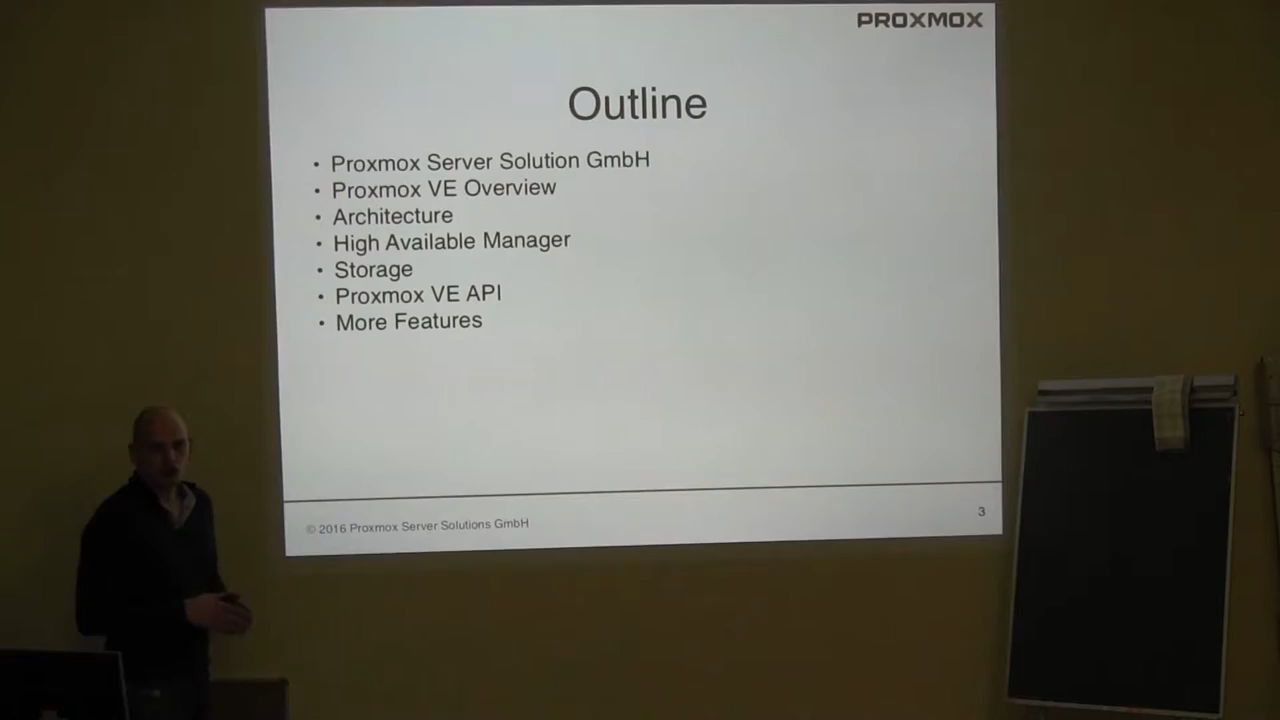 PROXMOX
Outline
• Proxmox Server Solution GmbH
• Proxmox VE Overview
• Architecture
• High Available Manager
• Storage
• Proxmox VE API
• More Features
© 2016 Proxmox Server Solutions GmbH
3